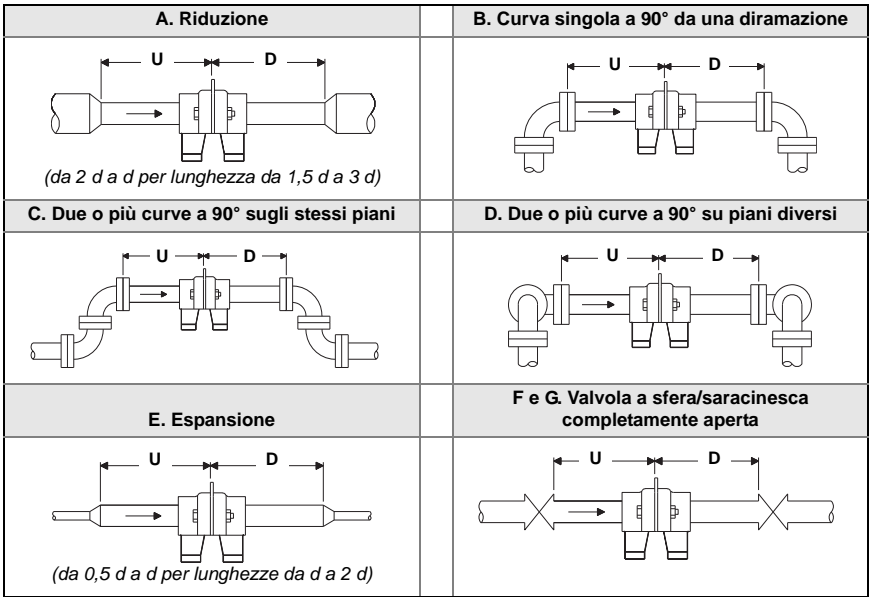 A. Riduzione
B. Curva singola a 90° da una diramazione
U D
U D
(da 2 d a d per lunghezza da 1,5 d a 3 d)
C. Due o più curve a 90° sugli stessi piani
D. Due o più curve a 90° su piani diversi
U D
U D
E. Espansione
F e G. Valvola a sfera/saracinesca
completamente aperta
U D
U D
(da 0,5 d a d per lunghezze da d a 2 d)